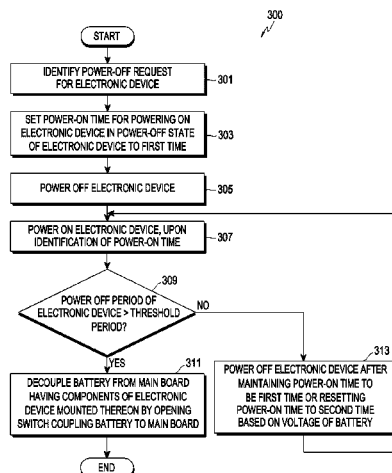 300
START
IDENTIFY POWER-OFF REQUEST
FOR ELECTRONIC DEVICE
301
SET POWER-ON TIME FOR POWERING ON
ELECTRONIC DEVICE IN POWER-OFF STATE
OF ELECTRONIC DEVICE TO FIRST TIME
303
POWER OFF ELECTRONIC DEVICE
305
POWER ON ELECTRONIC DEVICE, UPON
IDENTIFICATION OF POWER-ON TIME
307
309
POWER OFF PERIOD OF
ELECTRONIC DEVICE > THRESHOLD
PERIOD?
NO
YES
311
DECOUPLE BATTERY FROM MAIN BOARD
HAVING COMPONENTS OF ELECTRONIC
DEVICE MOUNTED THEREON BY OPENING
SWITCH COUPLING BATTERY TO MAIN BOARD
313
POWER OFF ELECTRONIC DEVICE AFTER
MAINTAINING POWER-ON TIME TO
BE FIRST TIME OR RESETTING
POWER-ON TIME TO SECOND TIME
BASED ON VOLTAGE OF BATTERY
END